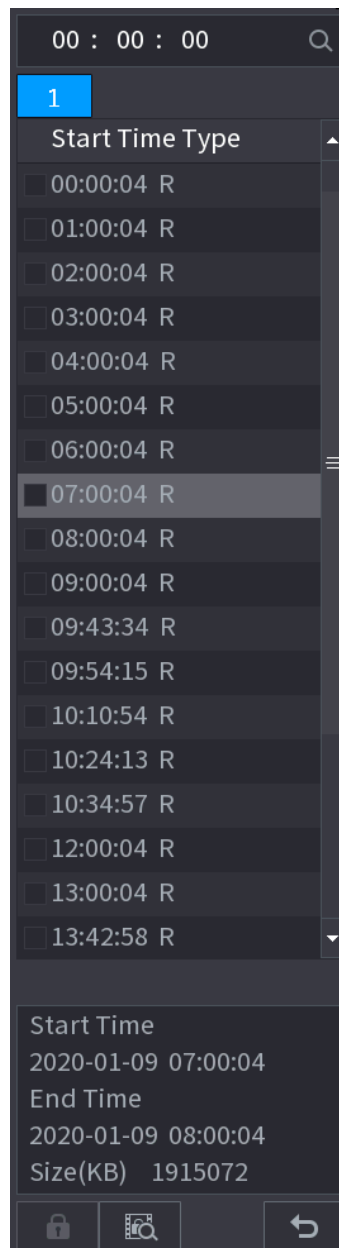 00 : 00 : 00
1
Start Time Type
00:00:04 R
01:00:04 R
02:00:04 R
03:00:04 R
04:00:04 R
05:00:04 R
06:00:04 R
07:00:04 R
08:00:04 R
09:00:04 R
09:43:34 R
09:54:15 R
10:10:54 R
10:24:13 R
10:34:57 R
12:00:04 R
13:00:04 R
13:42:58 R
Start Time
2020-01-09 07:00:04
End Time
2020-01-09 08:00:04
Size(KB) 1915072